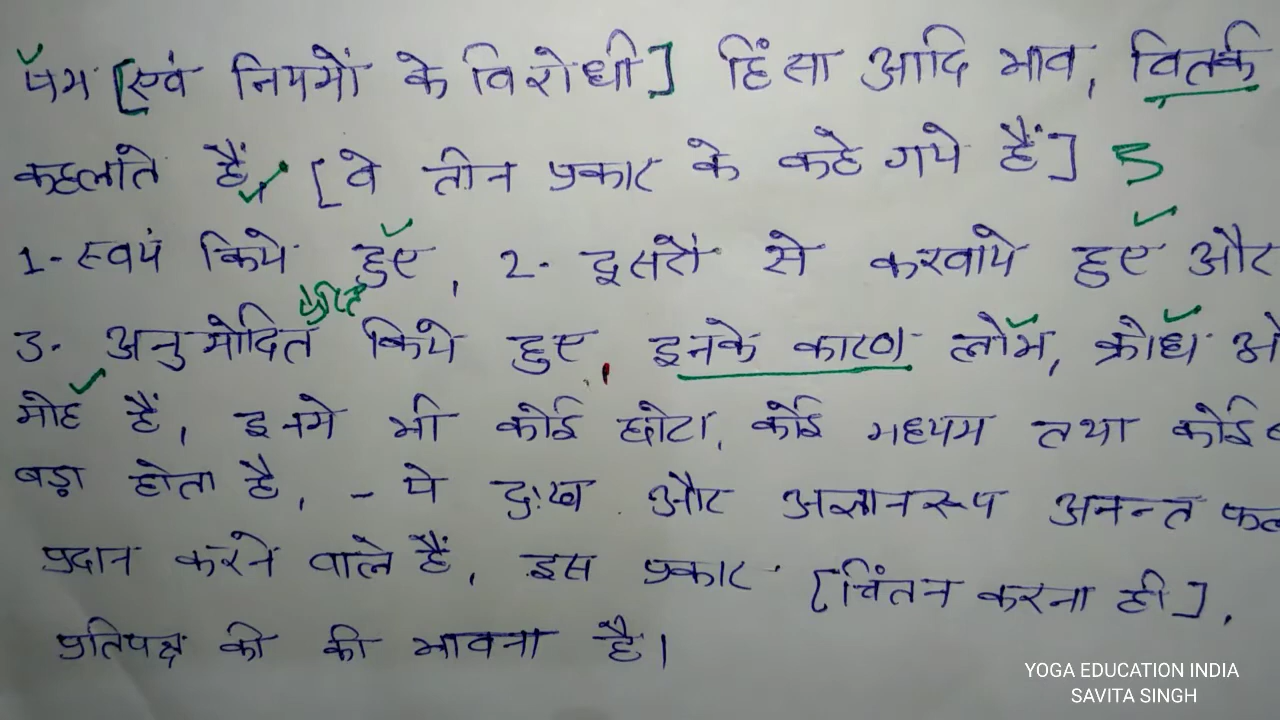 यम [एवं नियमों के विरोधी] हिंसा आदि भाव, वितर्क
कहलाते हैं, [वे तीन प्रकार के कहे गये हैं] 5
1- स्वयं किये हुए, 2- दूसरों से करवाये हुए और
3- अनुमोदित किये हुए, इनके कारण लोभ, क्रोध
मोह हैं, इनमे भी कोई छोटा, कोई मध्यम तथा कोई
बड़ा होता है, - ये दुःख और अज्ञानरूप अनन्त फल
प्रदान करने वाले हैं, इस प्रकार [चिंतन करना ही],
प्रतिपक्ष की की भावना है।
YOGA EDUCATION INDIA
SAVITA SINGH